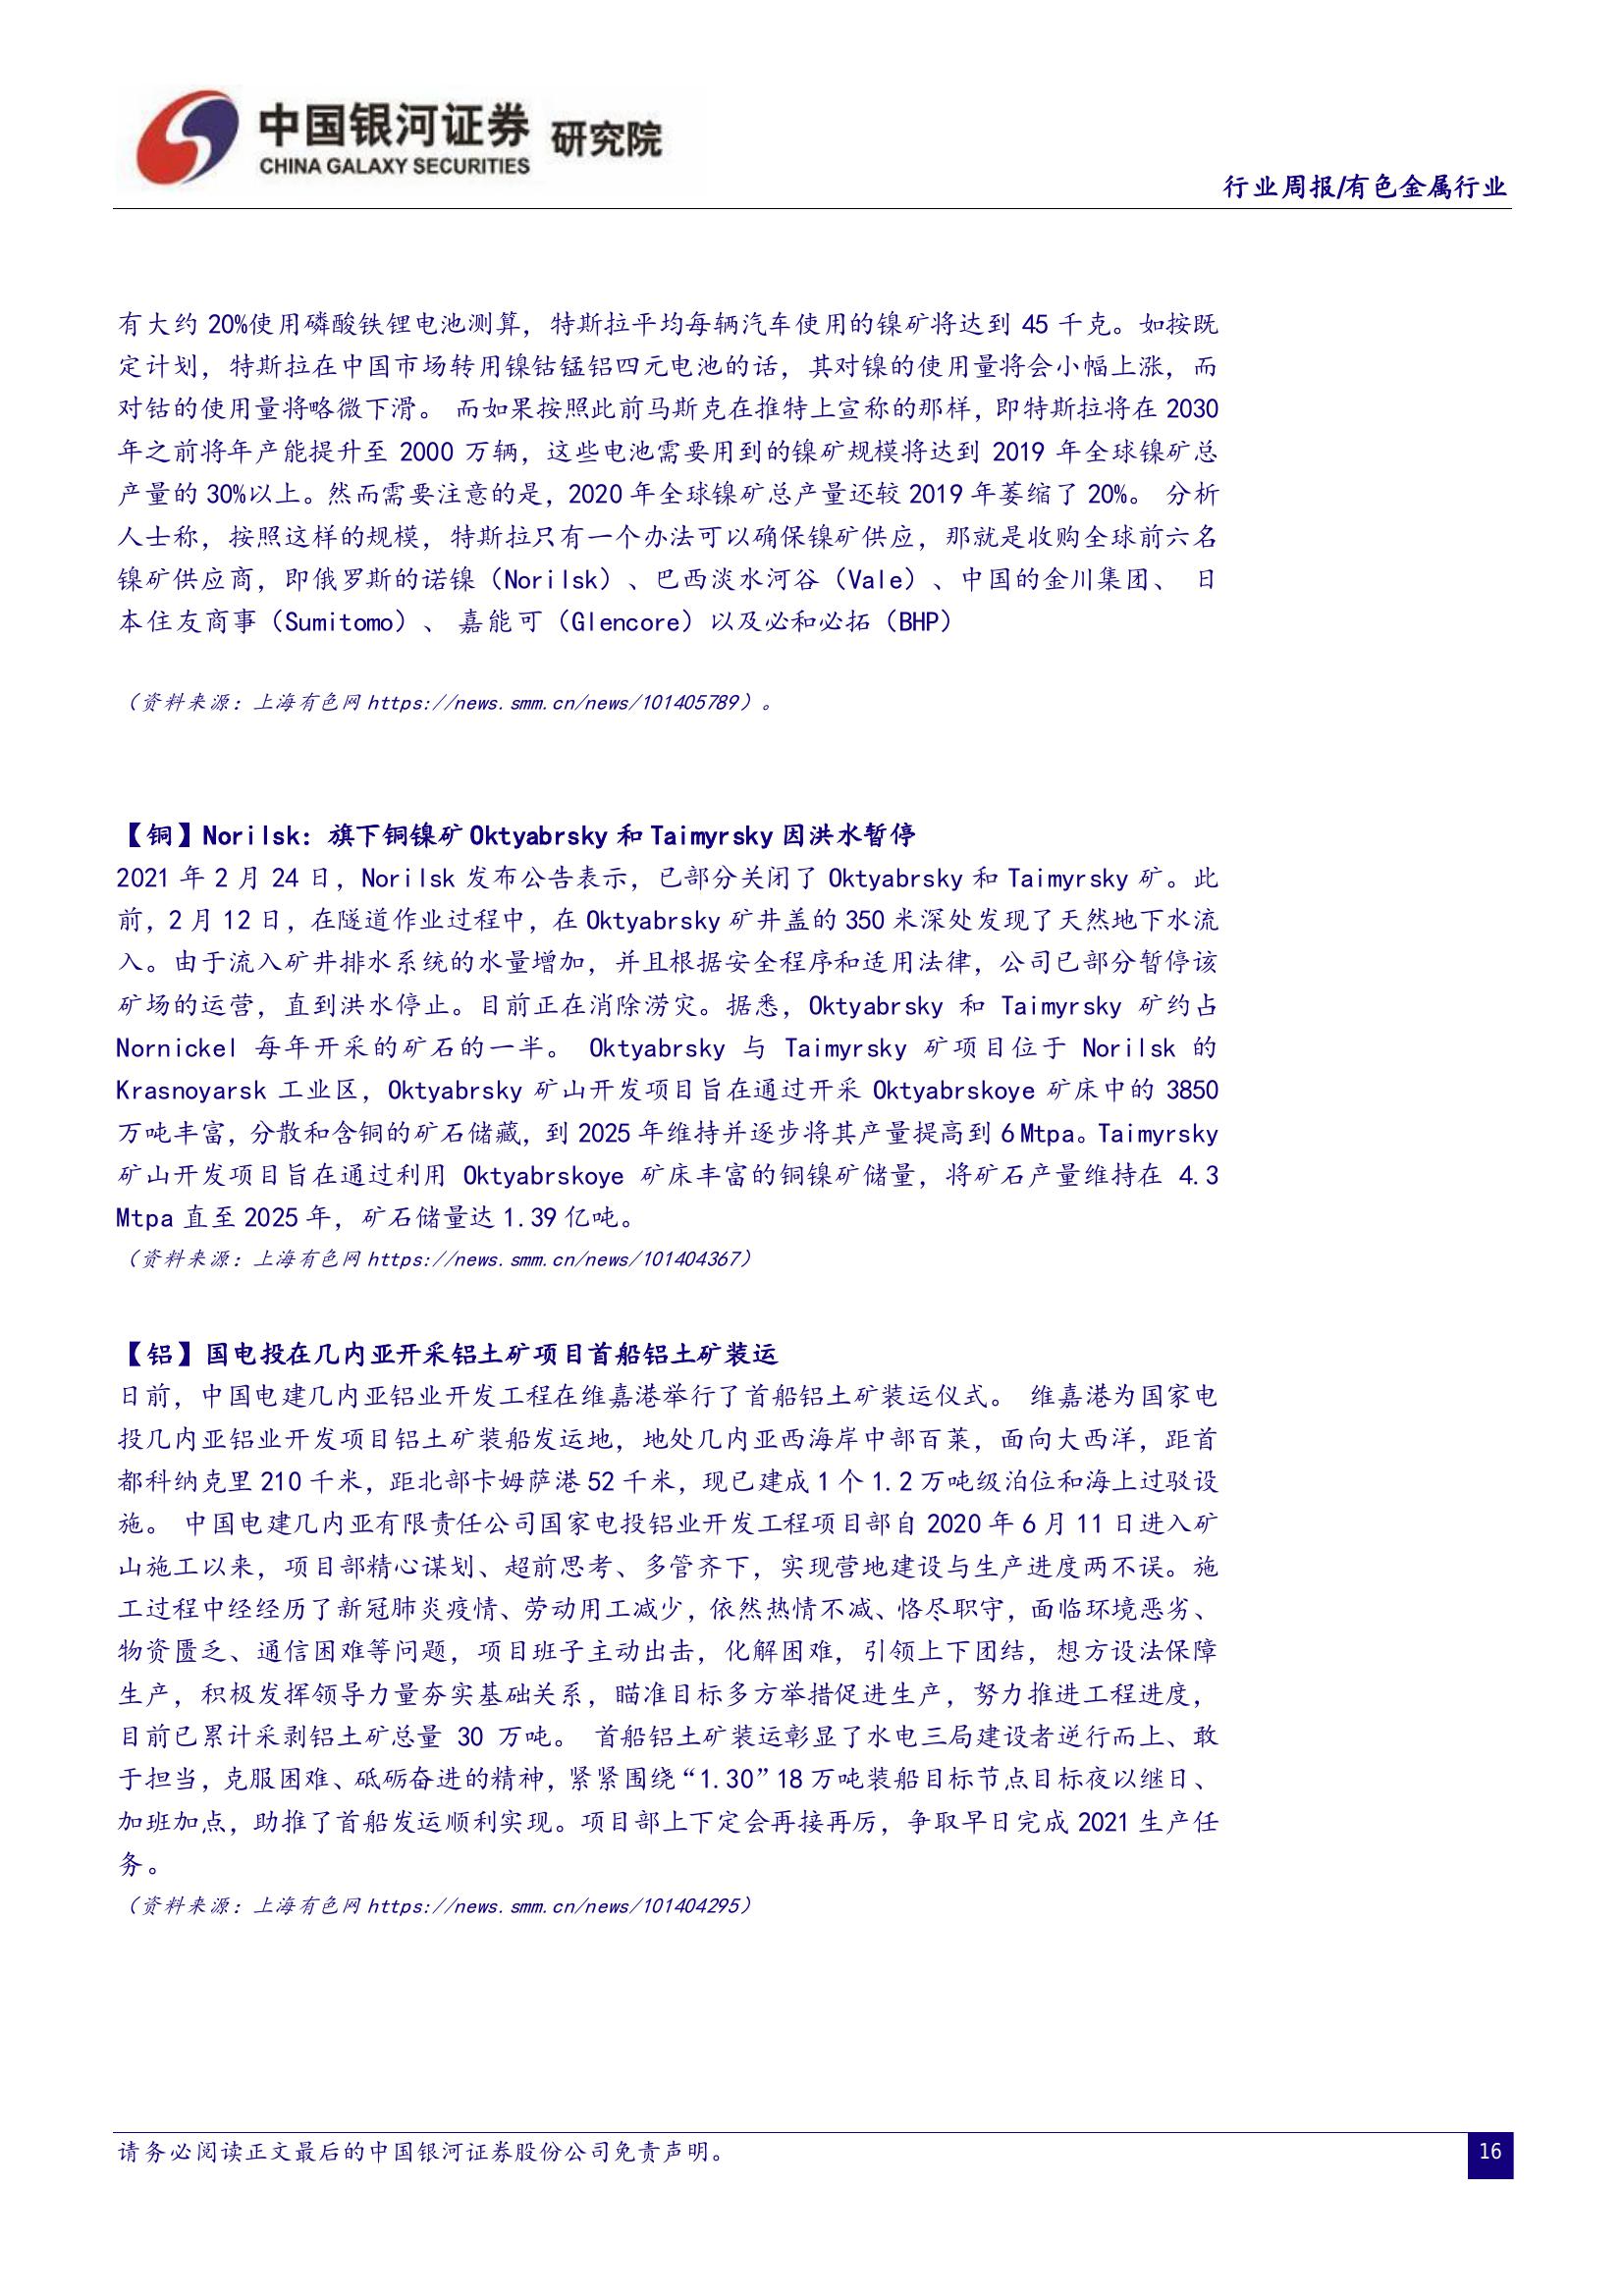 中国银河证券 研究院
CHINA GALAXY SECURITIES
行业周报/有色金属行业
有大约 20%使用磷酸铁锂电池测算，特斯拉平均每辆汽车使用的镍矿将达到 45 千克。如按既
定计划，特斯拉在中国市场转用镍钴锰铝四元电池的话，其对镍的使用量将会小幅上涨，而
对钴的使用量将略微下滑。 而如果按照此前马斯克在推特上宣称的那样，即特斯拉将在 2030
年之前将年产能提升至 2000 万辆，这些电池需要用到的镍矿规模将达到 2019 年全球镍矿总
产量的 30%以上。然而需要注意的是，2020 年全球镍矿总产量还较 2019 年萎缩了 20%。 分析
人士称，按照这样的规模，特斯拉只有一个办法可以确保镍矿供应，那就是收购全球前六名
镍矿供应商，即俄罗斯的诺镍（Norilsk）、巴西淡水河谷（Vale）、中国的金川集团、 日
本住友商事（Sumitomo）、 嘉能可（Glencore）以及必和必拓（BHP）
（资料来源：上海有色网 https://news.smm.cn/news/101405789）。
【铜】Norilsk：旗下铜镍矿 Oktyabrsky 和 Taimyrsky 因洪水暂停
2021 年 2 月 24 日，Norilsk 发布公告表示，已部分关闭了 Oktyabrsky 和 Taimyrsky 矿。此
前，2 月 12 日，在隧道作业过程中，在 Oktyabrsky 矿井盖的 350 米深处发现了天然地下水流
入。由于流入矿井排水系统的水量增加，并且根据安全程序和适用法律，公司已部分暂停该
矿场的运营，直到洪水停止。目前正在消除涝灾。据悉，Oktyabrsky 和 Taimyrsky 矿约占
Nornickel 每年开采的矿石的一半。 Oktyabrsky 与 Taimyrsky 矿项目位于 Norilsk 的
Krasnoyarsk 工业区，Oktyabrsky 矿山开发项目旨在通过开采 Oktyabrskoye 矿床中的 3850
万吨丰富，分散和含铜的矿石储藏，到 2025 年维持并逐步将其产量提高到 6 Mtpa。Taimyrsky
矿山开发项目旨在通过利用 Oktyabrskoye 矿床丰富的铜镍矿储量，将矿石产量维持在 4.3
Mtpa 直至 2025 年，矿石储量达 1.39 亿吨。
（资料来源：上海有色网 https://news.smm.cn/news/101404367）
【铝】国电投在几内亚开采铝土矿项目首船铝土矿装运
日前，中国电建几内亚铝业开发工程在维嘉港举行了首船铝土矿装运仪式。 维嘉港为国家电
投几内亚铝业开发项目铝土矿装船发运地，地处几内亚西海岸中部百莱，面向大西洋，距首
都科纳克里 210 千米，距北部卡姆萨港 52 千米，现已建成 1 个 1.2 万吨级泊位和海上过驳设
施。 中国电建几内亚有限责任公司国家电投铝业开发工程项目部自 2020 年 6 月 11 日进入矿
山施工以来，项目部精心谋划、超前思考、多管齐下，实现营地建设与生产进度两不误。施
工过程中经经历了新冠肺炎疫情、劳动用工减少，依然热情不减、恪尽职守，面临环境恶劣、
物资匮乏、通信困难等问题，项目班子主动出击，化解困难，引领上下团结，想方设法保障
生产，积极发挥领导力量夯实基础关系，瞄准目标多方举措促进生产，努力推进工程进度，
目前已累计采剥铝土矿总量 30 万吨。 首船铝土矿装运彰显了水电三局建设者逆行而上、敢
于担当，克服困难、砥砺奋进的精神，紧紧围绕“1.30”18 万吨装船目标节点目标夜以继日、
加班加点，助推了首船发运顺利实现。项目部上下定会再接再厉，争取早日完成 2021 生产任
务。
（资料来源：上海有色网 https://news.smm.cn/news/101404295）
请务必阅读正文最后的中国银河证券股份公司免责声明。
16